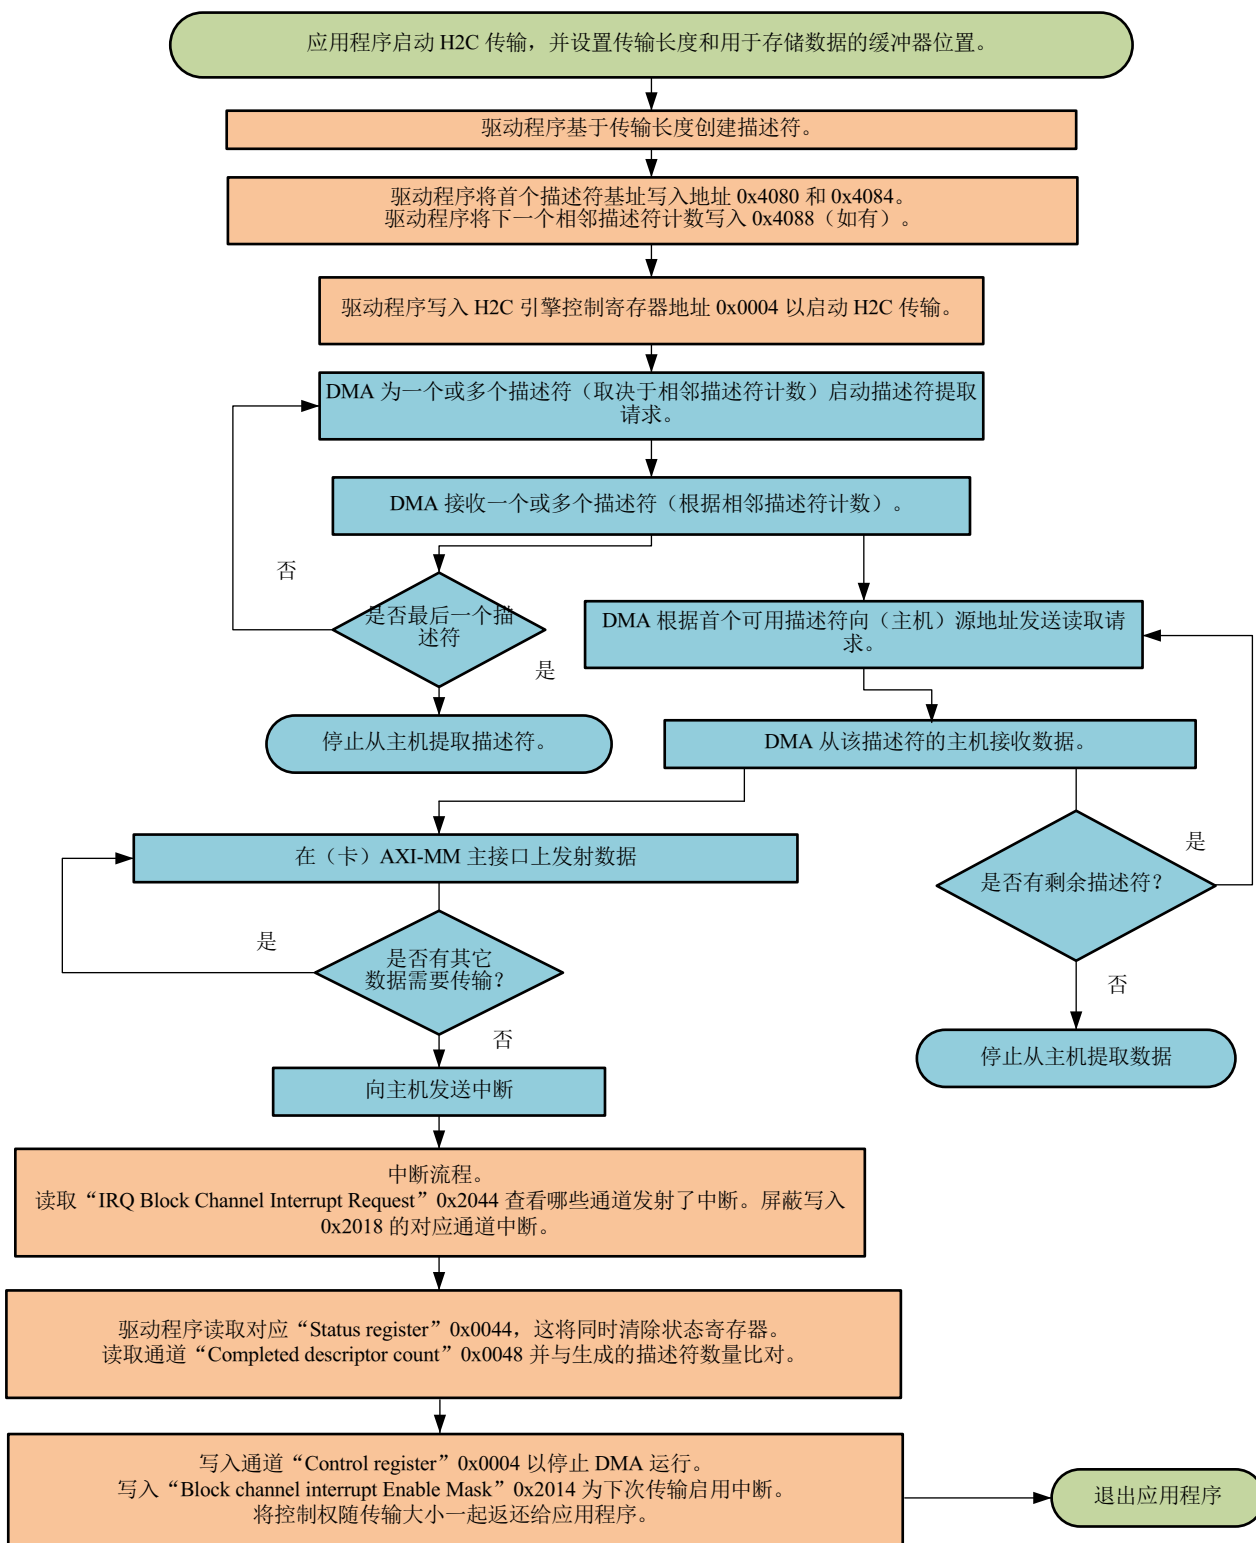 应用程序启动 H2C 传输，并设置传输长度和用于存储数据的缓冲器位置。
驱动程序基于传输长度创建描述符。
驱动程序将首个描述符基址写入地址 0x4080 和 0x4084。
驱动程序将下一个相邻描述符计数写入 0x4088（如有）。
驱动程序写入 H2C 引擎控制寄存器地址 0x0004 以启动 H2C 传输。
DMA 为一个或多个描述符（取决于相邻描述符计数）启动描述符提取
请求。
DMA 接收一个或多个描述符（根据相邻描述符计数）。
否
是否最后一个描
述符
是
DMA 根据首个可用描述符向（主机）源地址发送读取请
求。
停止从主机提取描述符。
DMA 从该描述符的主机接收数据。
在（卡）AXI-MM 主接口上发射数据
是
是否有剩余描述符？
是
是否有其它
数据需要传输？
否
否
停止从主机提取数据
向主机发送中断
中断流程。
读取“IRQ Block Channel Interrupt Request”0x2044 查看哪些通道发射了中断。屏蔽写入
0x2018 的对应通道中断。
驱动程序读取对应“Status register”0x0044，这将同时清除状态寄存器。
读取通道“Completed descriptor count”0x0048 并与生成的描述符数量比对。
写入通道“Control register”0x0004 以停止 DMA 运行。
写入“Block channel interrupt Enable Mask”0x2014 为下次传输启用中断。
将控制权随传输大小一起返还给应用程序。
退出应用程序